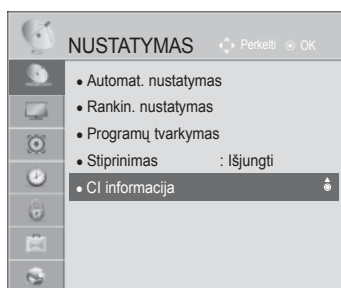 NUSTATYMAS Perkelti OK
● Automat. nustatymas
● Rankin. nustatymas
● Programų tvarkymas
● Stiprinimas : Išjungti
● CI informacija